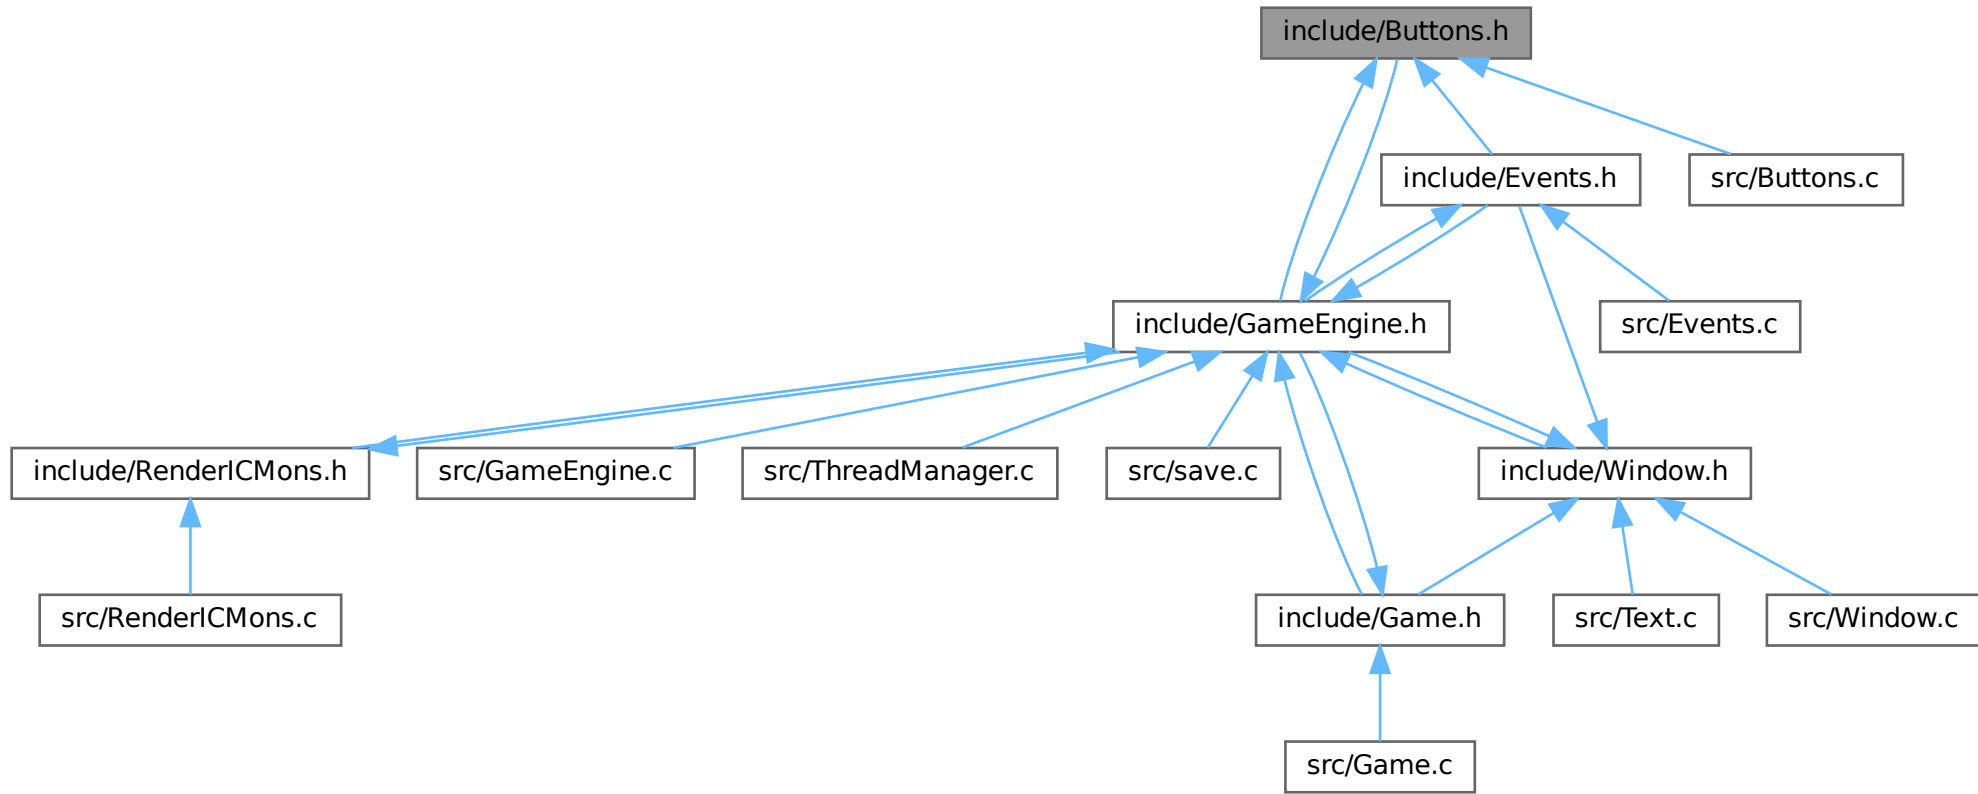 include/Buttons.h
include/Events.h
src/Buttons.c
include/GameEngine.h
src/Events.c
include/RenderICMons.h
src/GameEngine.c
src/ThreadManager.c
src/save.c
include/Window.h
src/RenderICMons.c
include/Game.h
src/Text.c
src/Window.c
src/Game.c